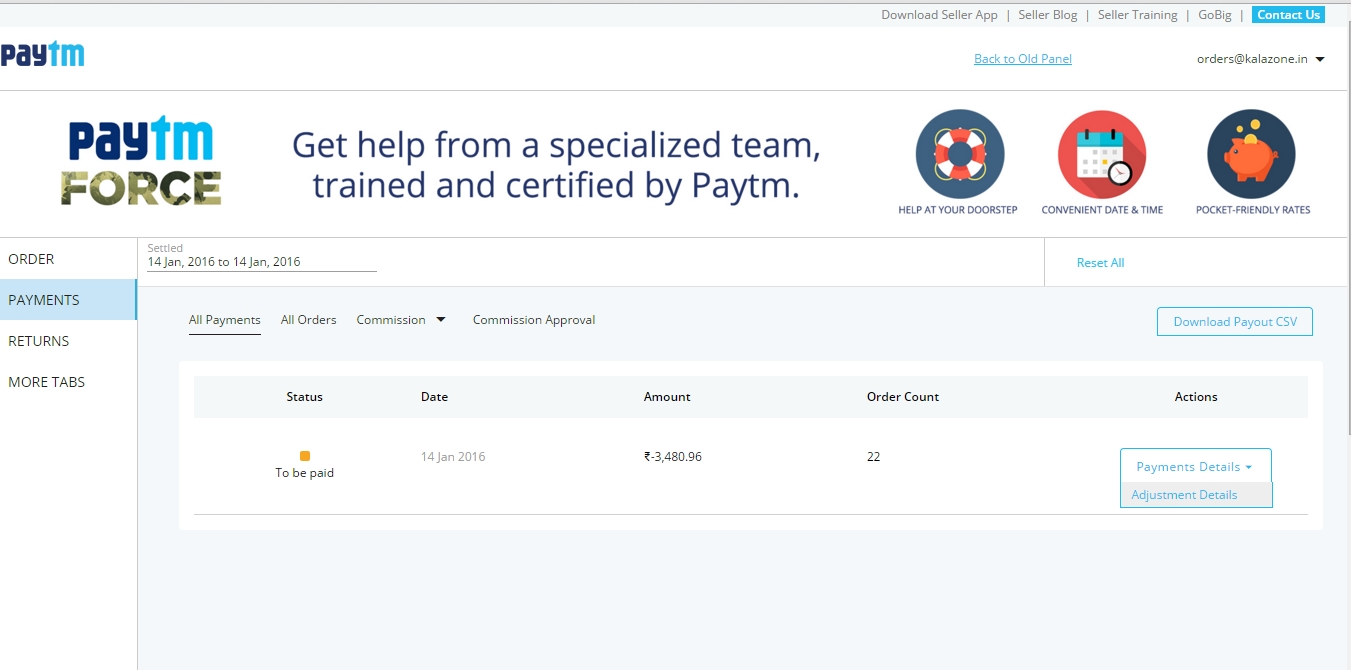 Download Seller App | Seller Blog | Seller Training | GoBig | Contact Us
paytm
Back to Old Panel
orders@kalazone.in
paytm
FORCE
Get help from a specialized team,
trained and certified by Paytm.
HELP AT YOUR DOORSTEP
CONVENIENT DATE & TIME
POCKET-FRIENDLY RATES
ORDER
PAYMENTS
RETURNS
MORE TABS
Settled
14 Jan, 2016 to 14 Jan, 2016
Reset All
All Payments All Orders Commission Commission Approval
Download Payout CSV
Status Date Amount Order Count Actions
To be paid
14 Jan 2016
₹-3,480.96
22
Payments Details
Adjustment Details